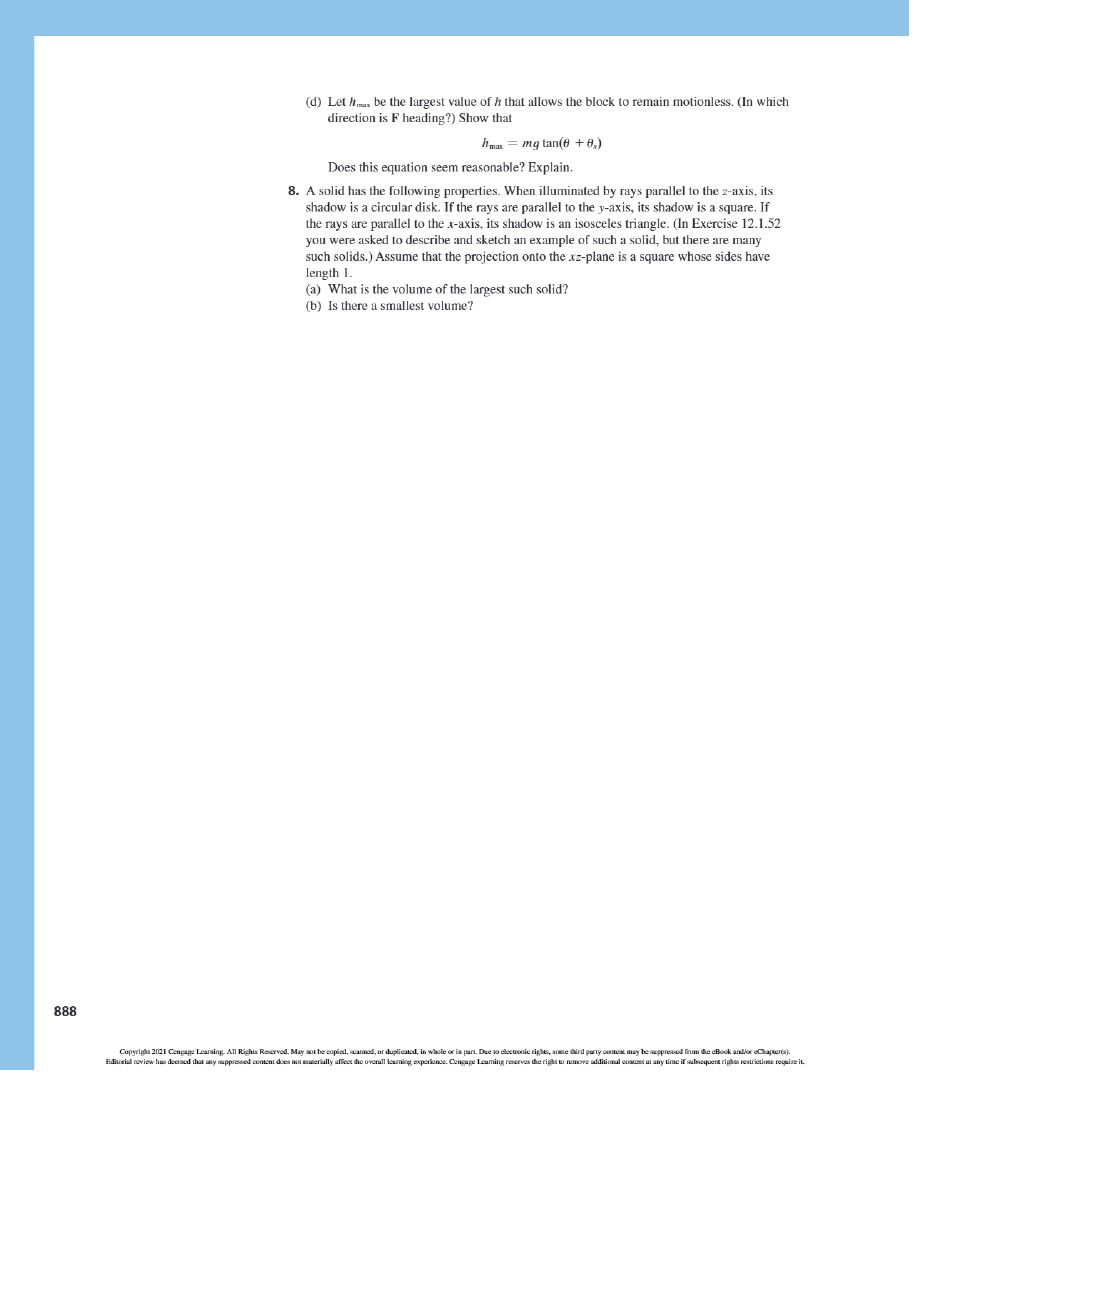 (d) Let hmax be the largest value of h that allows the block to remain motionless. (In which
direction is F heading?) Show that
hmax = mg tan(θ + θs)
Does this equation seem reasonable? Explain.
8. A solid has the following properties. When illuminated by rays parallel to the z-axis, its
shadow is a circular disk. If the rays are parallel to the y-axis, its shadow is a square. If
the rays are parallel to the x-axis, its shadow is an isosceles triangle. (In Exercise 12.1.52
you were asked to describe and sketch an example of such a solid, but there are many
such solids.) Assume that the projection onto the xz-plane is a square whose sides have
length 1.
(a) What is the volume of the largest such solid?
(b) Is there a smallest volume?
888
Copyright 2021 Cengage Learning. All Rights Reserved. May not be copied, scanned, or duplicated, in whole or in part. Due to electronic rights, some third party content may be suppressed from the eBook and/or eChapter(s).
Editorial review has deemed that any suppressed content does not materially affect the overall learning experience. Cengage Learning reserves the right to remove additional content at any time if subsequent rights restrictions require it.